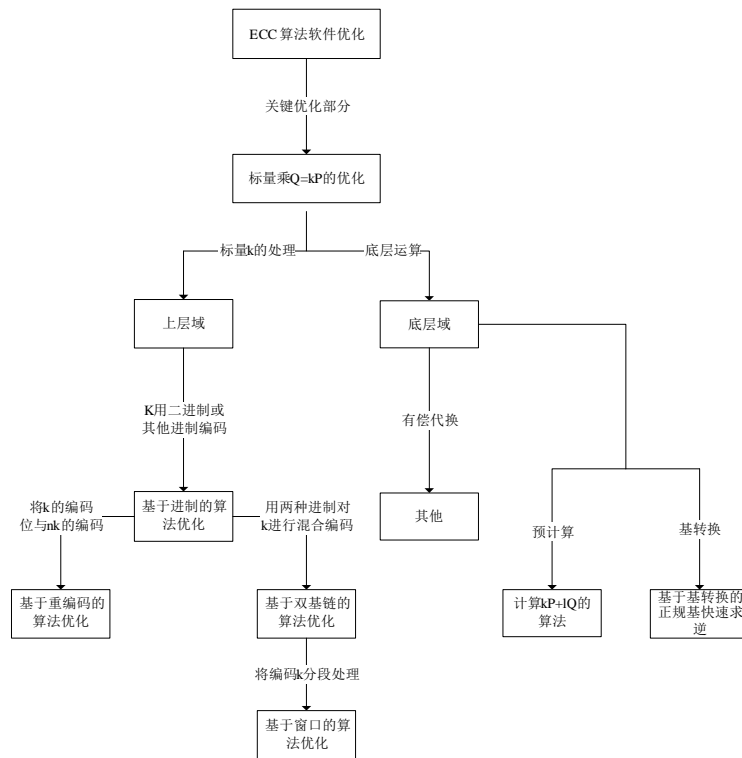 ECC 算法软件优化
关键优化部分
标量乘Q=kP的优化
标量k的处理
底层运算
上层域
底层域
K用二进制或
其他进制编码
有偿代换
将k的编码
位与nk的编码
基于进制的算
法优化
用两种进制对
k进行混合编码
其他
预计算
基转换
基于重编码的
算法优化
基于双基链的
算法优化
计算kP+lQ的
算法
基于基转换的
正规基快速求
逆
将编码k分段处理
基于窗口的算
法优化